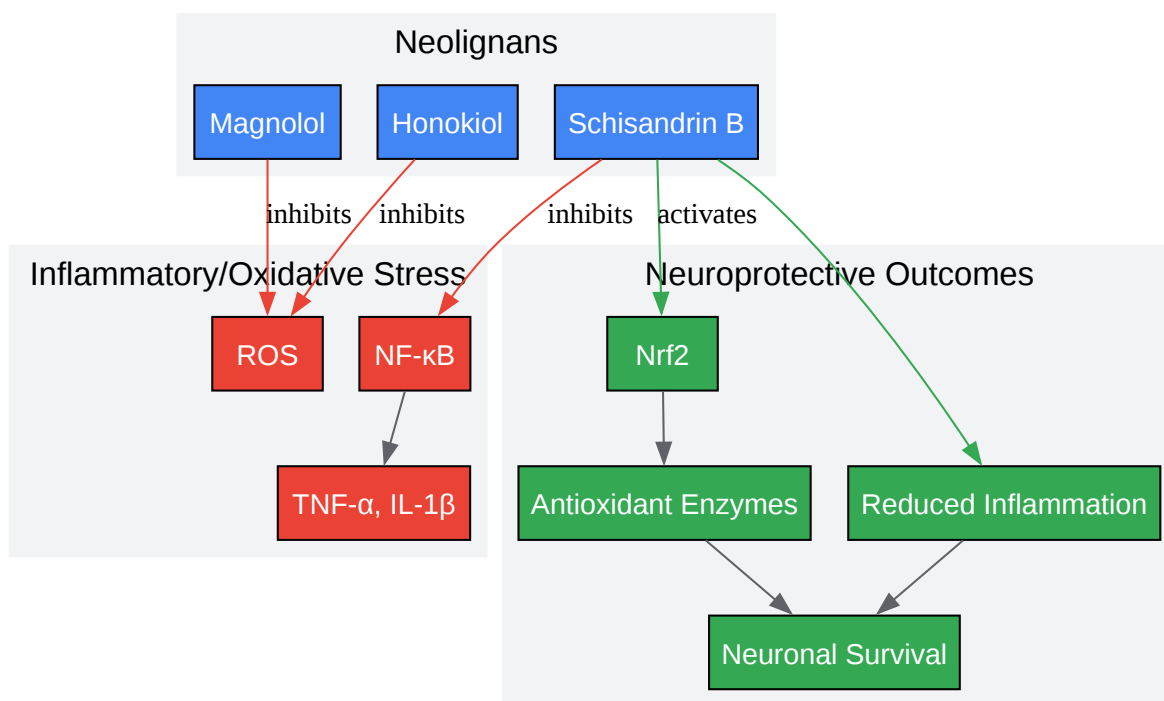 Neolignans
Magnolol
Honokiol
Schisandrin B
inhibits
inhibits
inhibits
activates
Inflammatory/Oxidative Stress
Neuroprotective Outcomes
ROS
NF-κB
Nrf2
TNF-α, IL-1β
Antioxidant Enzymes
Reduced Inflammation
Neuronal Survival